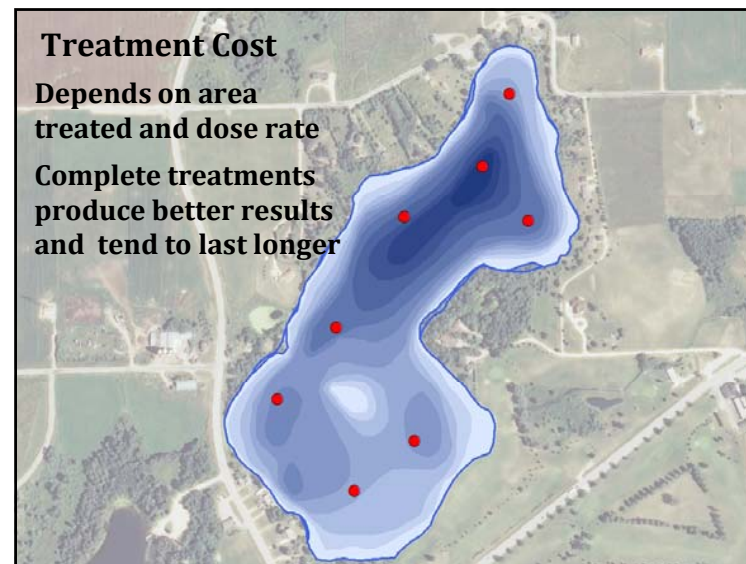 Treatment Cost
Depends on area
treated and dose rate
Complete treatments
produce better results
and  tend to last longer